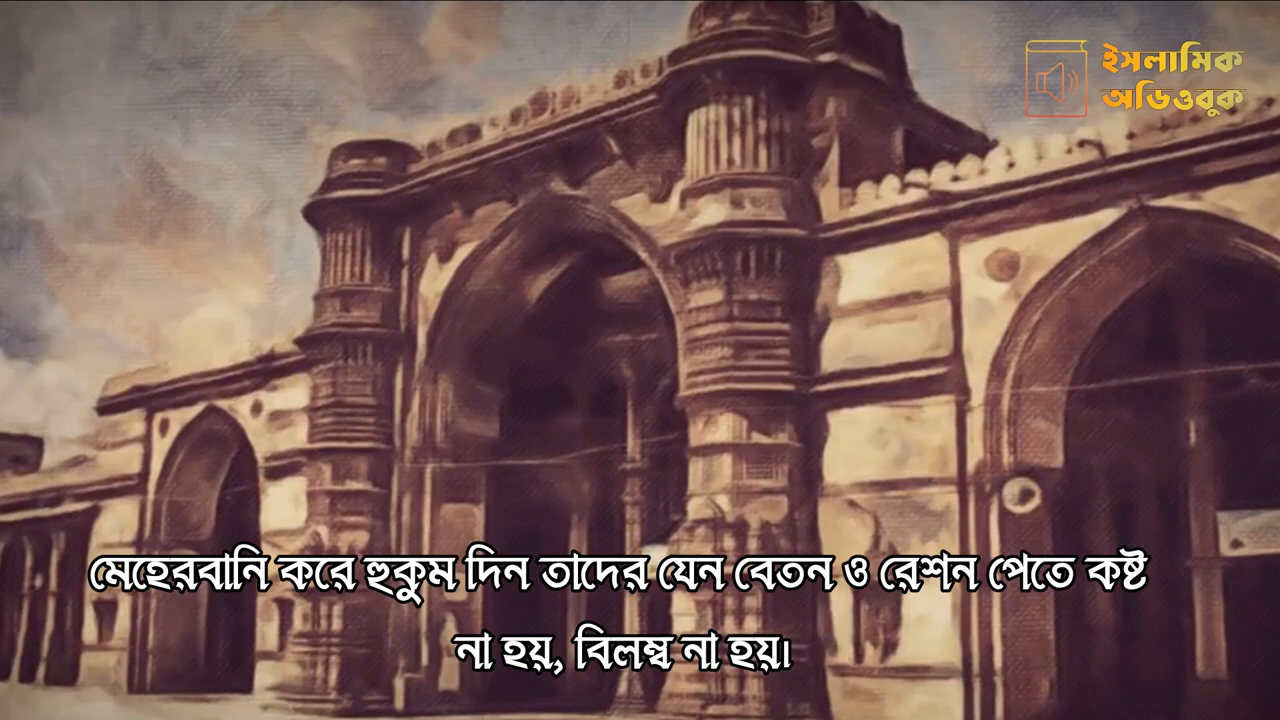 ইসলামিক
অডিওবুক
মেহেরবানি করে হুকুম দিন তাদের যেন বেতন ও রেশন পেতে কষ্ট
না হয়, বিলম্ব না হয়।